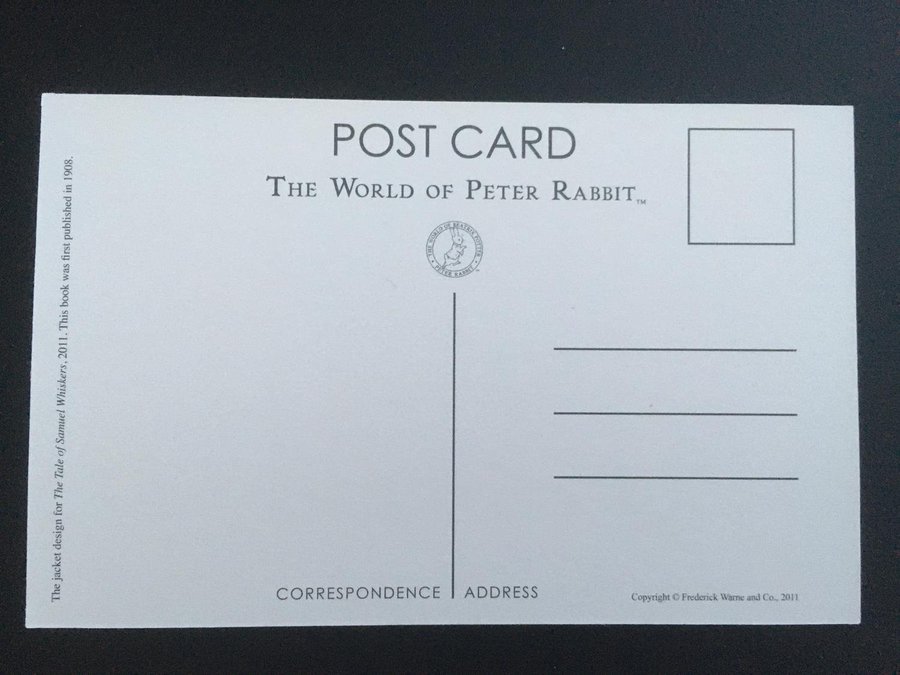 POST CARD
THE WORLD OF PETER RABBIT™
THE WORLD OF BEATRIX POTTER
PETER RABBIT
™
The jacket design for The Tale of Samuel Whiskers, 2011. This book was first published in 1908.
CORRESPONDENCE
ADDRESS
Copyright © Frederick Warne and Co., 2011